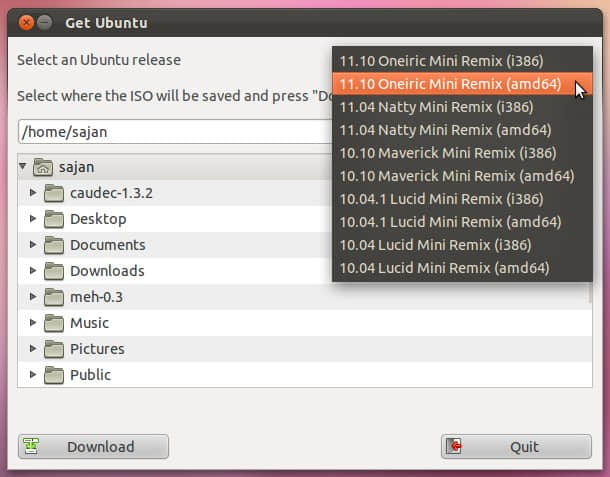 Get Ubuntu
Select an Ubuntu release
11.10 Oneiric Mini Remix (i386)
11.10 Oneiric Mini Remix (amd64)
11.04 Natty Mini Remix (i386)
11.04 Natty Mini Remix (amd64)
10.10 Maverick Mini Remix (i386)
10.10 Maverick Mini Remix (amd64)
10.04.1 Lucid Mini Remix (i386)
10.04.1 Lucid Mini Remix (amd64)
10.04 Lucid Mini Remix (i386)
10.04 Lucid Mini Remix (amd64)
Select where the ISO will be saved and press "Do
/home/sajan
sajan
caudec-1.3.2
Desktop
Documents
Downloads
meh-0.3
Music
Pictures
Public
Download
Quit